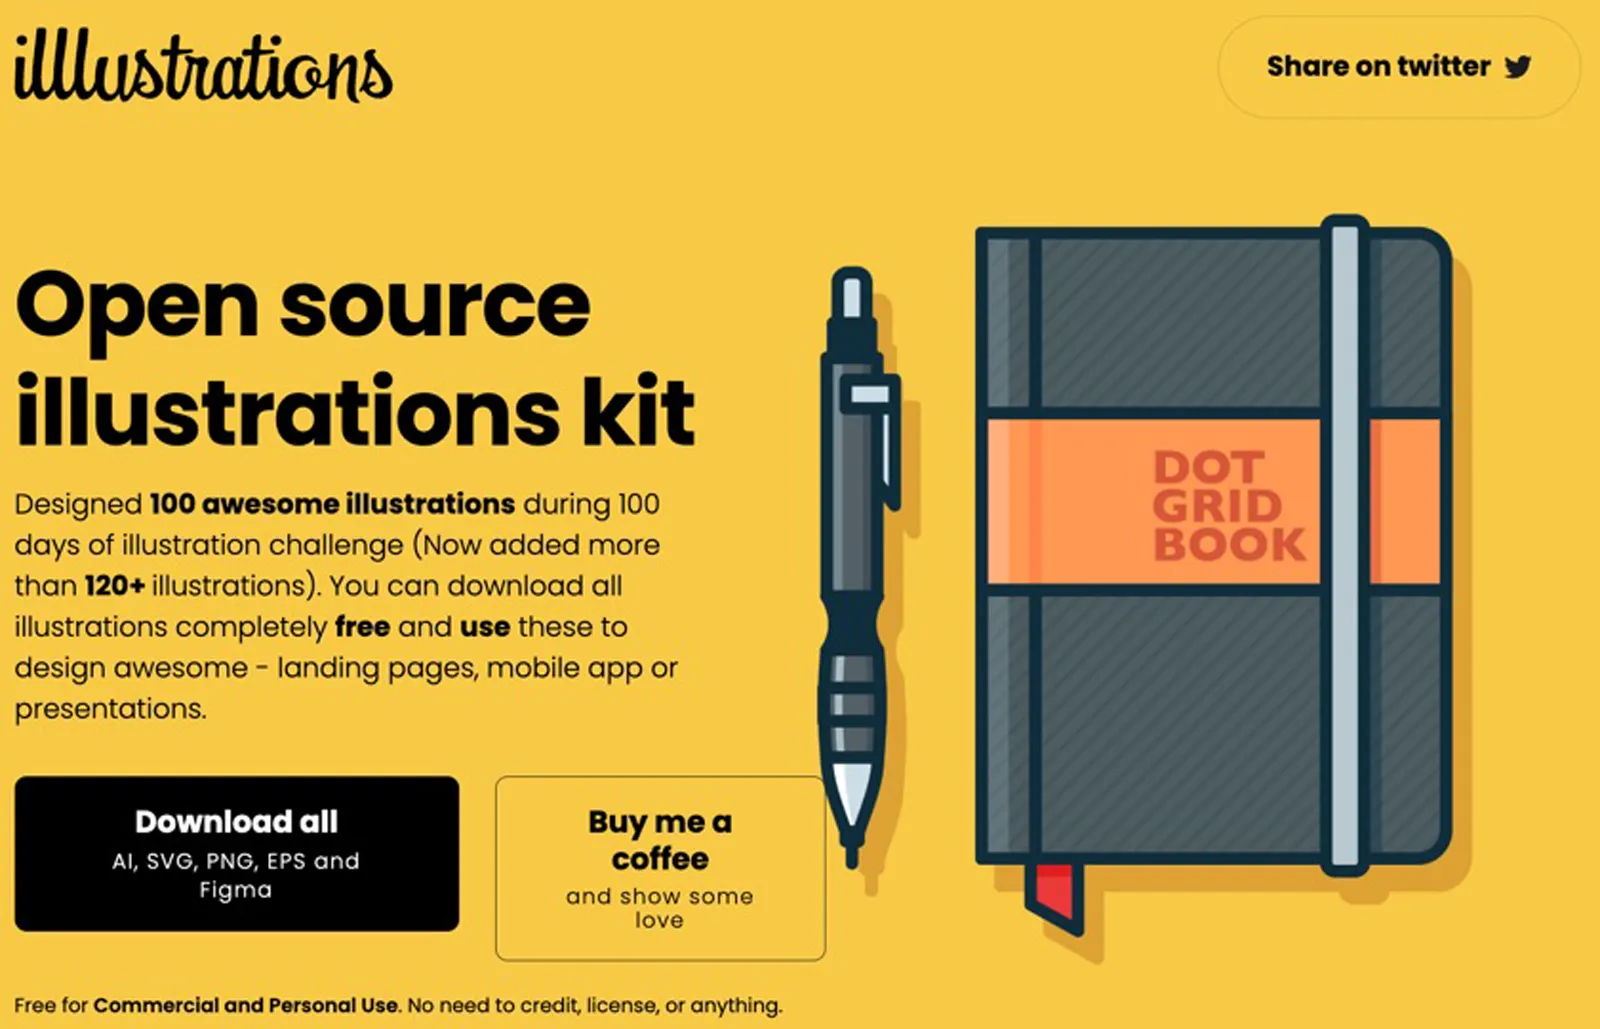 illlustrations
Share on twitter
Open source
illustrations kit
Designed 100 awesome illustrations during 100
days of illustration challenge (Now added more
than 120+ illustrations). You can download all
illustrations completely free and use these to
design awesome - landing pages, mobile app or
presentations.
Download all
AI, SVG, PNG, EPS and
Figma
Buy me a
coffee
and show some
love
DOT
GRID
BOOK
Free for Commercial and Personal Use. No need to credit, license, or anything.